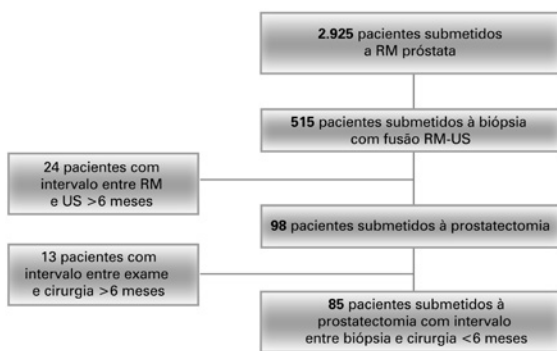 2.925 pacientes submetidos
a RM próstata
515 pacientes submetidos à biópsia
com fusão RM-US
24 pacientes com
intervalo entre RM
e US >6 meses
98 pacientes submetidos à prostatectomia
13 pacientes com
intervalo entre exame
e cirurgia >6 meses
85 pacientes submetidos à
prostatectomia com intervalo
entre biópsia e cirurgia <6 meses